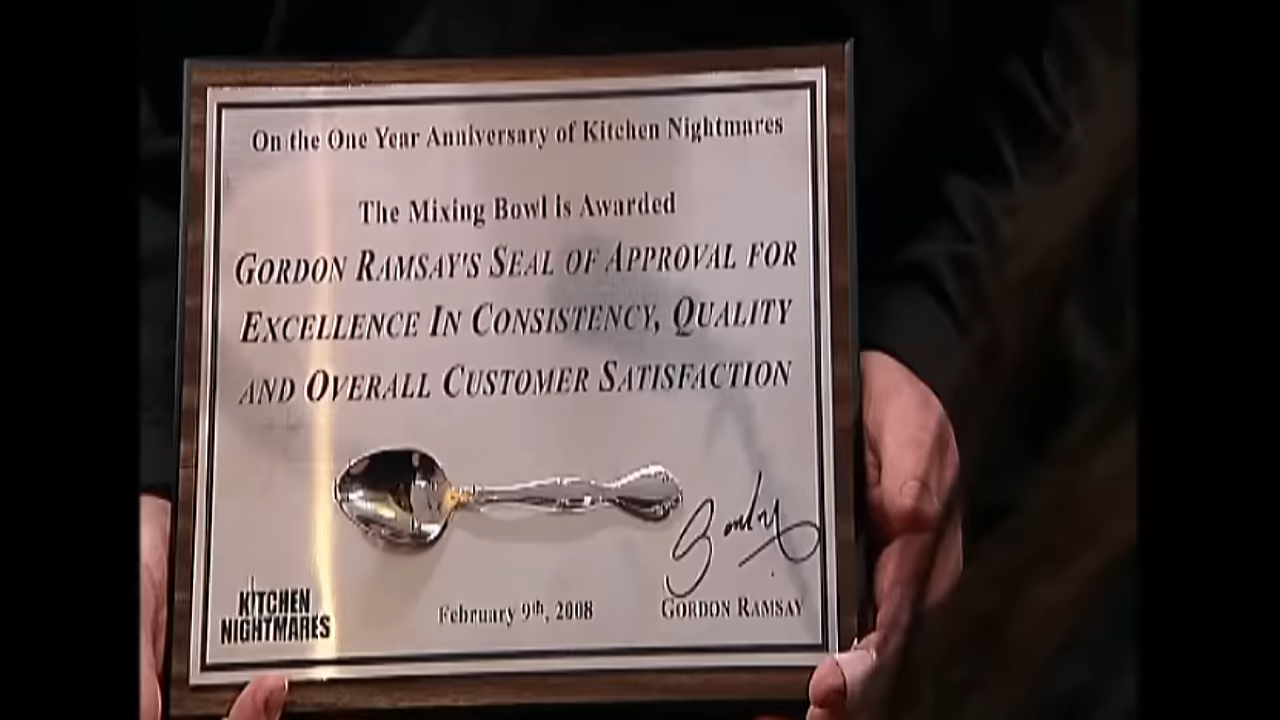 On the One Year Anniversary of Kitchen Nightmares
The Mixing Bowl is Awarded
GORDON RAMSAY'S SEAL OF APPROVAL FOR
EXCELLENCE IN CONSISTENCY, QUALITY
AND OVERALL CUSTOMER SATISFACTION
Gordon
KITCHEN
NIGHTMARES
February 9th, 2008
GORDON RAMSAY